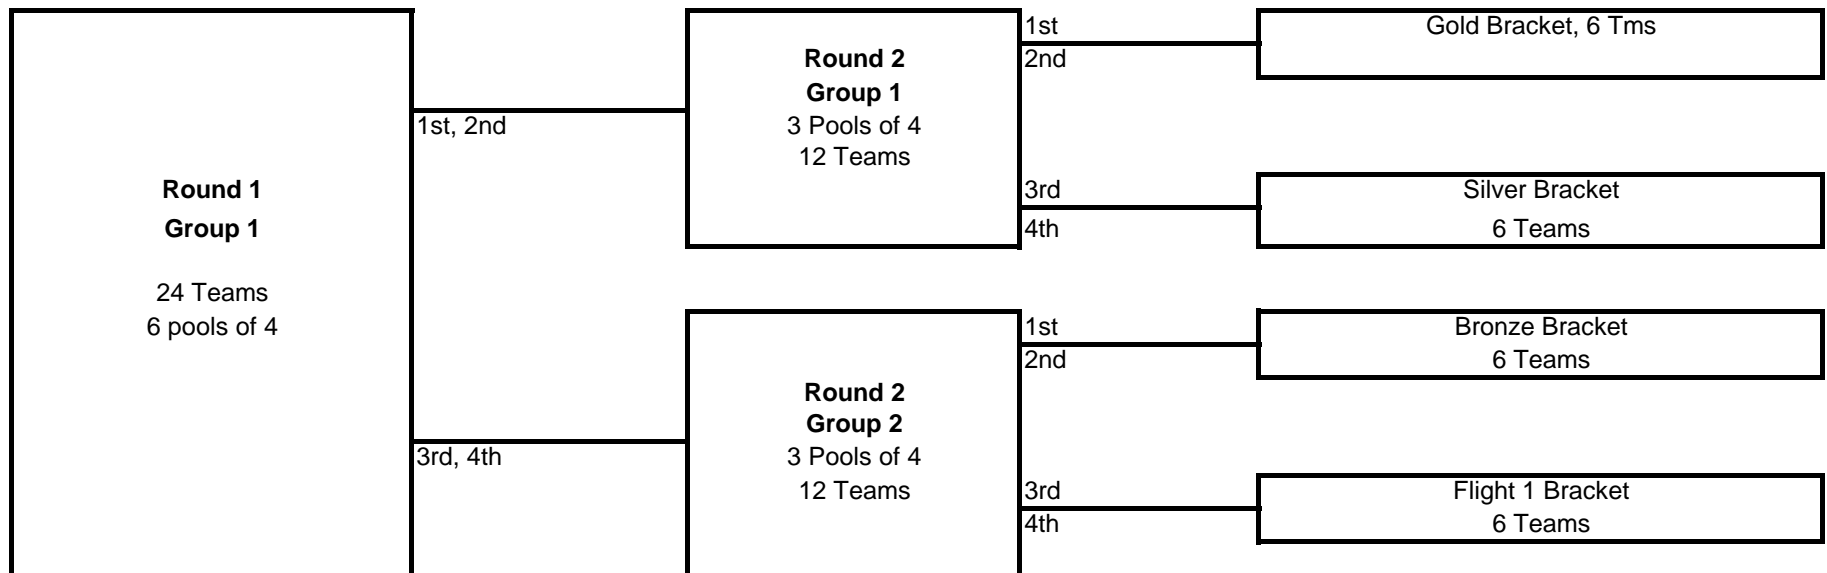 Round 1
Group 1
24 Teams
6 pools of 4
1st, 2nd
3rd, 4th
Round 2
Group 1
3 Pools of 4
12 Teams
1st
2nd
3rd
4th
Gold Bracket, 6 Tms
Silver Bracket
6 Teams
Round 2
Group 2
3 Pools of 4
12 Teams
1st
2nd
3rd
4th
Bronze Bracket
6 Teams
Flight 1 Bracket
6 Teams